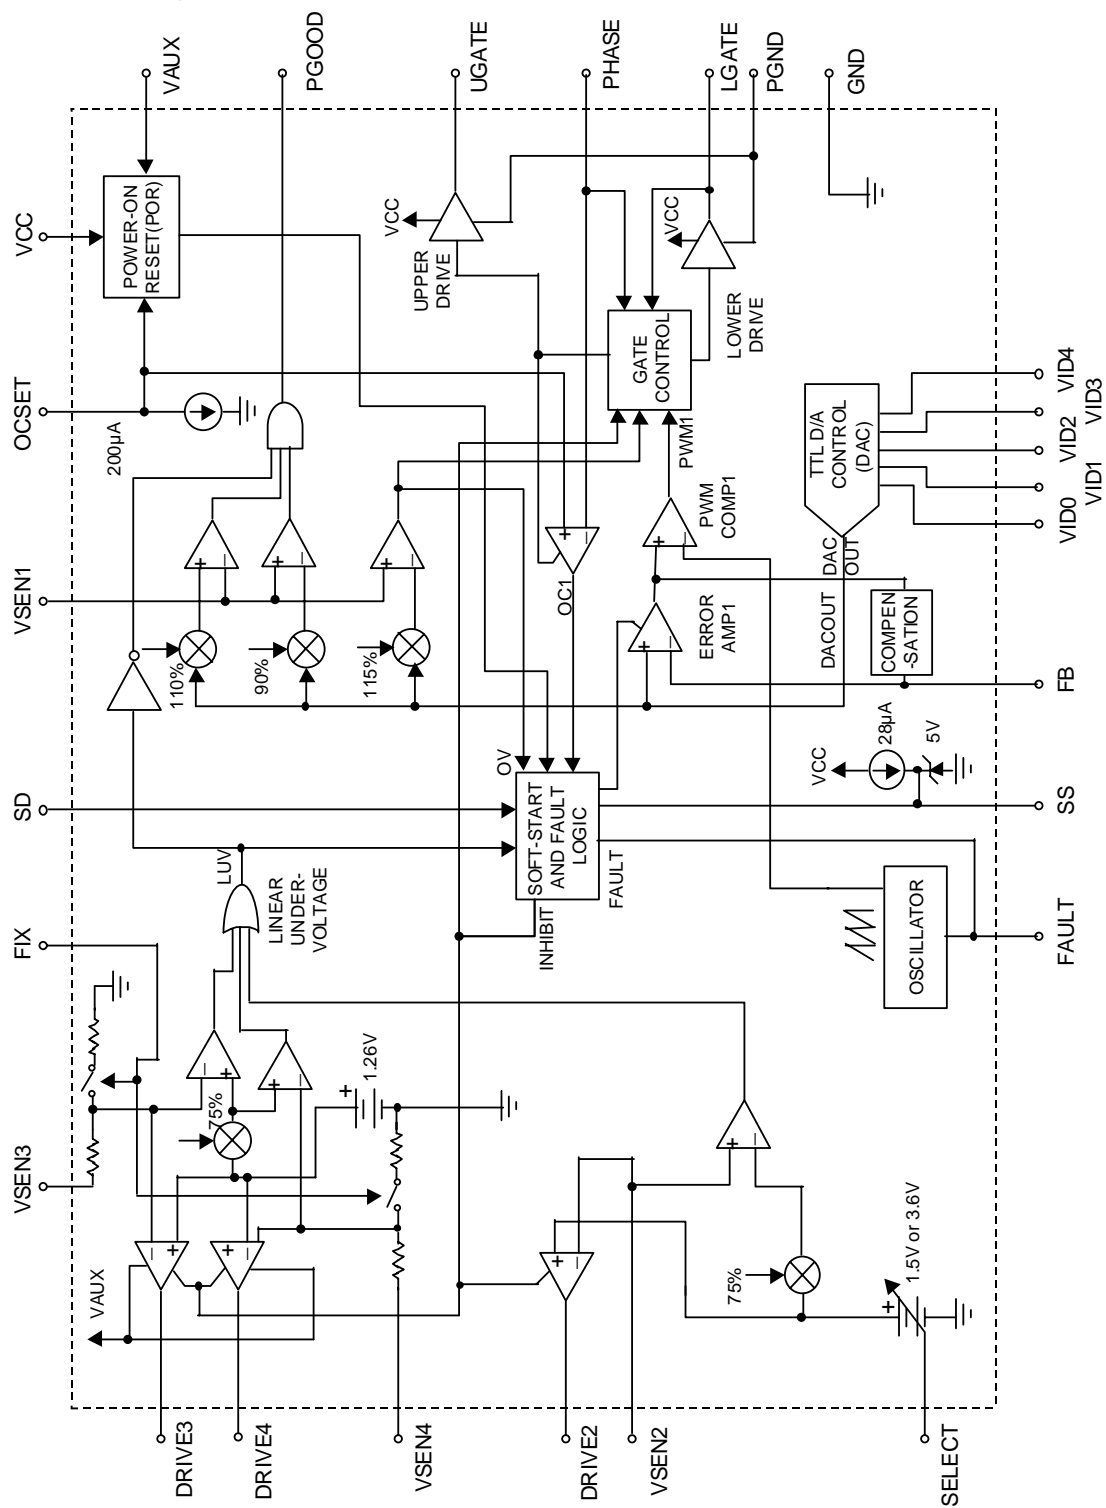 VAUX
PGOOD
UGATE
PHASE
LGATE
PGND
GND
VCC
POWER-ON
RESET(POR)
VCC
UPPER
DRIVE
VCC
LOWER
DRIVE
GATE
CONTROL
OCSET
200µA
PWM1
TTL D/A
CONTROL
(DAC)
VID4
VID3
VID2
VID1
VID0
VSEN1
+
–
+
–
+
–
+
–
OC1
+
–
PWM
COMP1
DAC
OUT
110%
90%
115%
+
–
ERROR
AMP1
DACOUT
COMPEN
-SATION
FB
SD
OV
SOFT-START
AND FAULT
LOGIC
FAULT
INHIBIT
VCC
28µA
5V
SS
LUV
LINEAR
UNDER-
VOLTAGE
FIX
OSCILLATOR
FAULT
–
+
+
–
75%
+
1.26V
VSEN3
–
+
+
–
VAUX
+
–
+
–
75%
+
1.5V or 3.6V
DRIVE3
DRIVE4
VSEN4
DRIVE2
VSEN2
SELECT